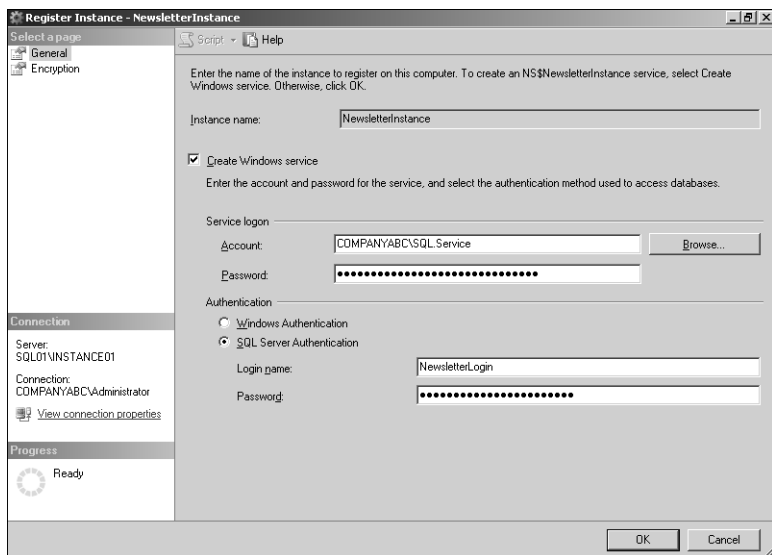 Register Instance - NewsletterInstance
Select a page
General
Encryption
Script
Help
Enter the name of the instance to register on this computer. To create an NS$NewsletterInstance service, select Create
Windows service. Otherwise, click OK.
Instance name:
NewsletterInstance
Create Windows service
Enter the account and password for the service, and select the authentication method used to access databases.
Service logon
Account:
COMPANYABC\SQL.Service
Browse...
Password:
●●●●●●●●●●●●●●●●●●●●●●●●●●●●●●
Authentication
Windows Authentication
SQL Server Authentication
Login name:
NewsletterLogin
Password:
●●●●●●●●●●●●●●●●●●●●●●●
Connection
Server:
SQL01\INSTANCE01
Connection:
COMPANYABC\Administrator
View connection properties
Progress
Ready
OK
Cancel